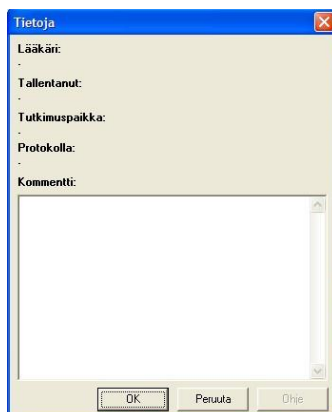 Tietoja
Lääkäri:
-
Tallentanut:
-
Tutkimuspaikka:
-
Protokolla:
-
Kommentti:
OK Peruuta Ohje